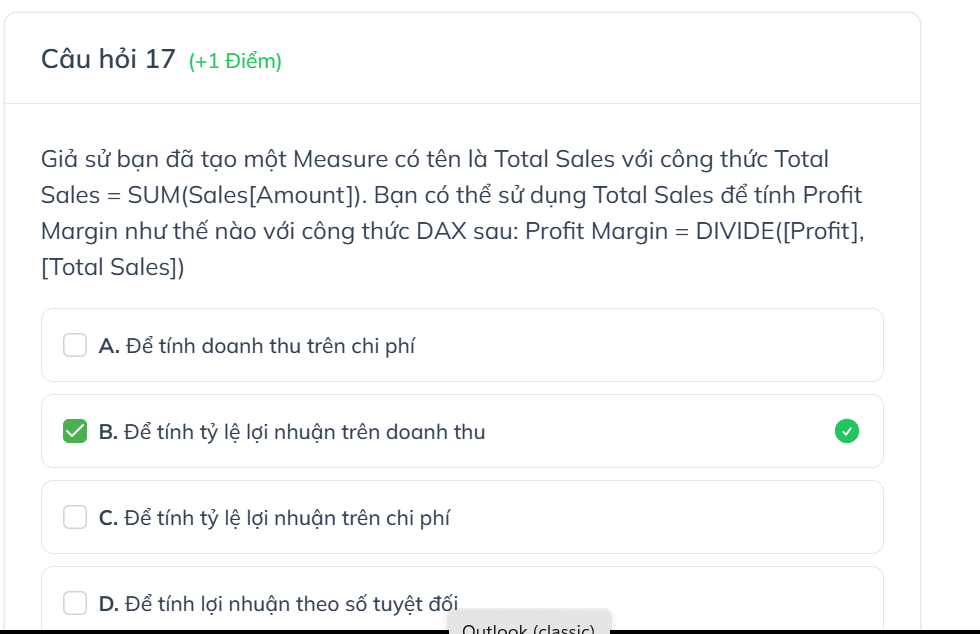 Câu hỏi 17 (+1 Điểm)
Giả sử bạn đã tạo một Measure có tên là Total Sales với công thức Total
Sales = SUM(Sales[Amount]). Bạn có thể sử dụng Total Sales để tính Profit
Margin như thế nào với công thức DAX sau: Profit Margin = DIVIDE([Profit],
[Total Sales])
A. Để tính doanh thu trên chi phí
B. Để tính tỷ lệ lợi nhuận trên doanh thu
C. Để tính tỷ lệ lợi nhuận trên chi phí
D. Để tính lợi nhuận theo số tuyệt đối
Outlook (classic)